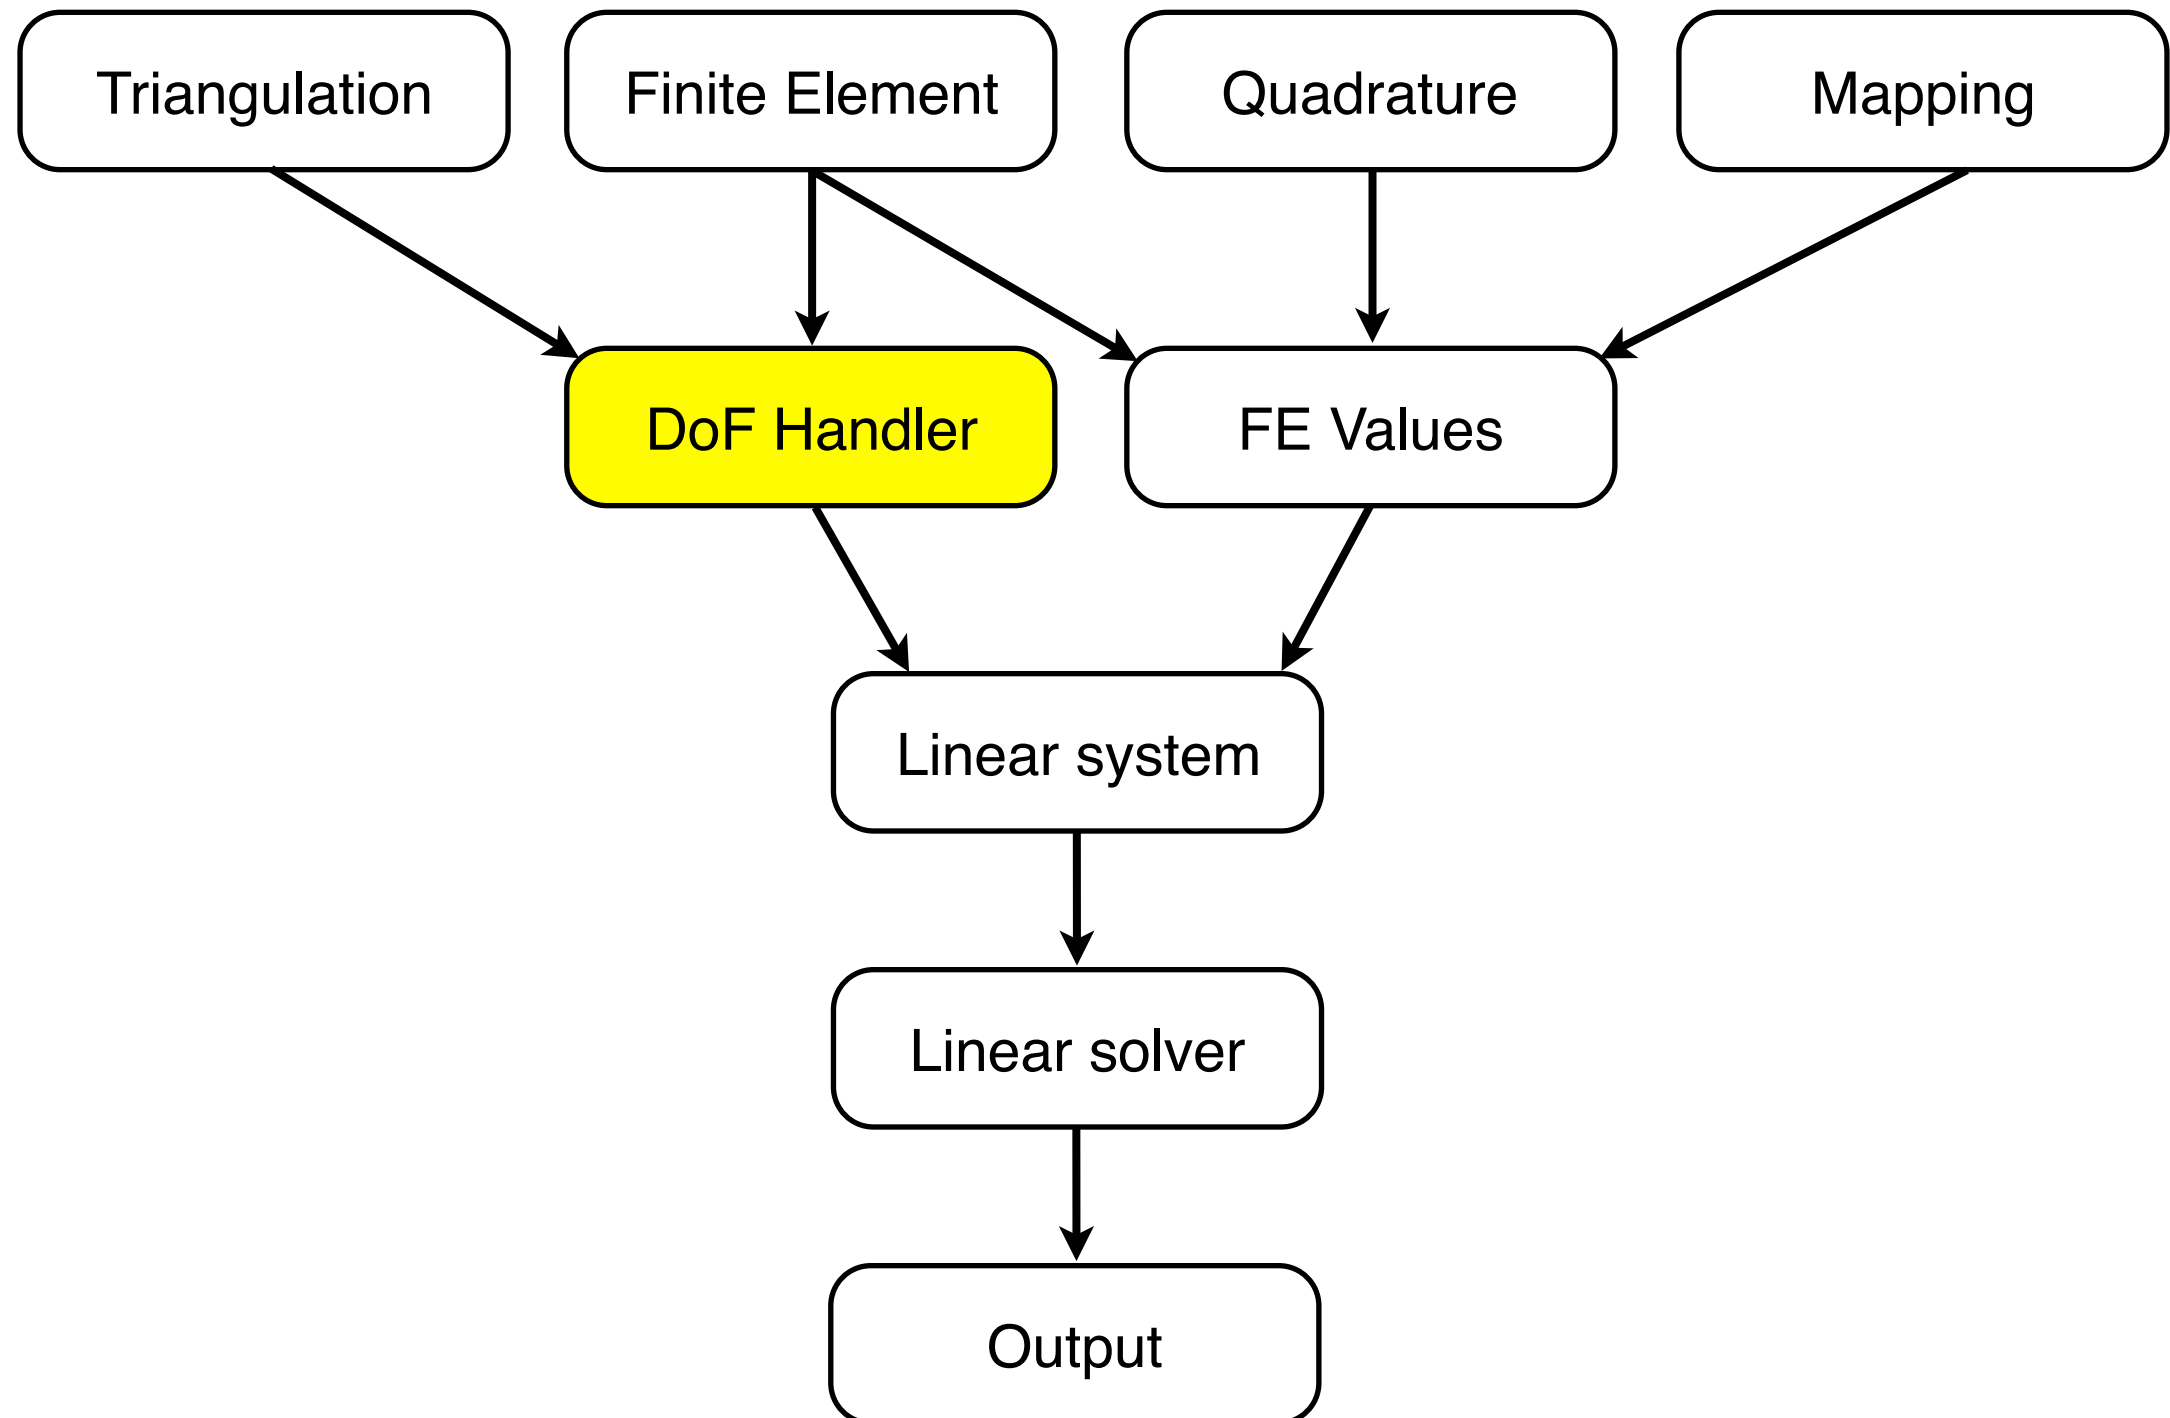 Triangulation
Finite Element
Quadrature
Mapping
DoF Handler
FE Values
Linear system
Linear solver
Output